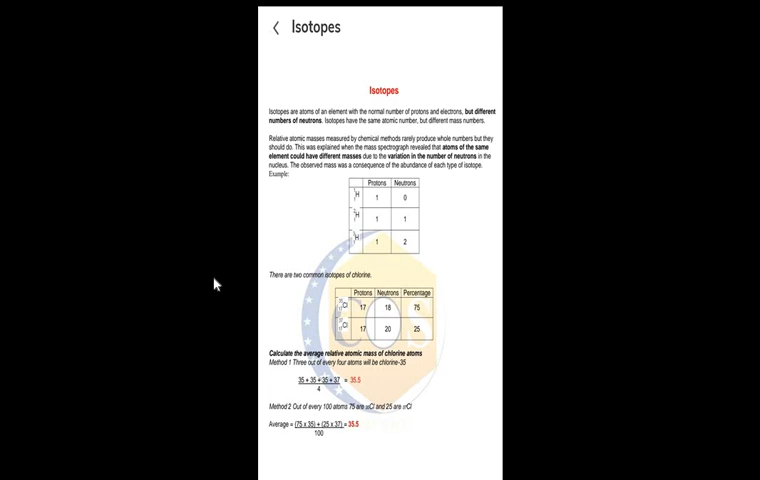 Isotopes
Isotopes
Isotopes are atoms of an element with the normal number of protons and electrons, but different
numbers of neutrons. Isotopes have the same atomic number, but different mass numbers.
Relative atomic masses measured by chemical methods rarely produce whole numbers but they
should do. This was explained when the mass spectrograph revealed that atoms of the same
element could have different masses due to the variation in the number of neutrons in the
nucleus. The observed mass was a consequence of the abundance of each type of isotope.
Example:
Protons Neutrons
H 1 0
H 1 1
H 1 2
There are two common isotopes of chlorine.
Protons Neutrons Percentage
Cl 17 18 75
Cl 17 20 25
COS
Calculate the average relative atomic mass of chlorine atoms
Method 1 Three out of every four atoms will be chlorine-35
35 + 35 + 35 + 37 = 35.5
4
Method 2 Out of every 100 atoms 75 are 35Cl and 25 are 37Cl
Average = (75 x 35) + (25 x 37) = 35.5
100